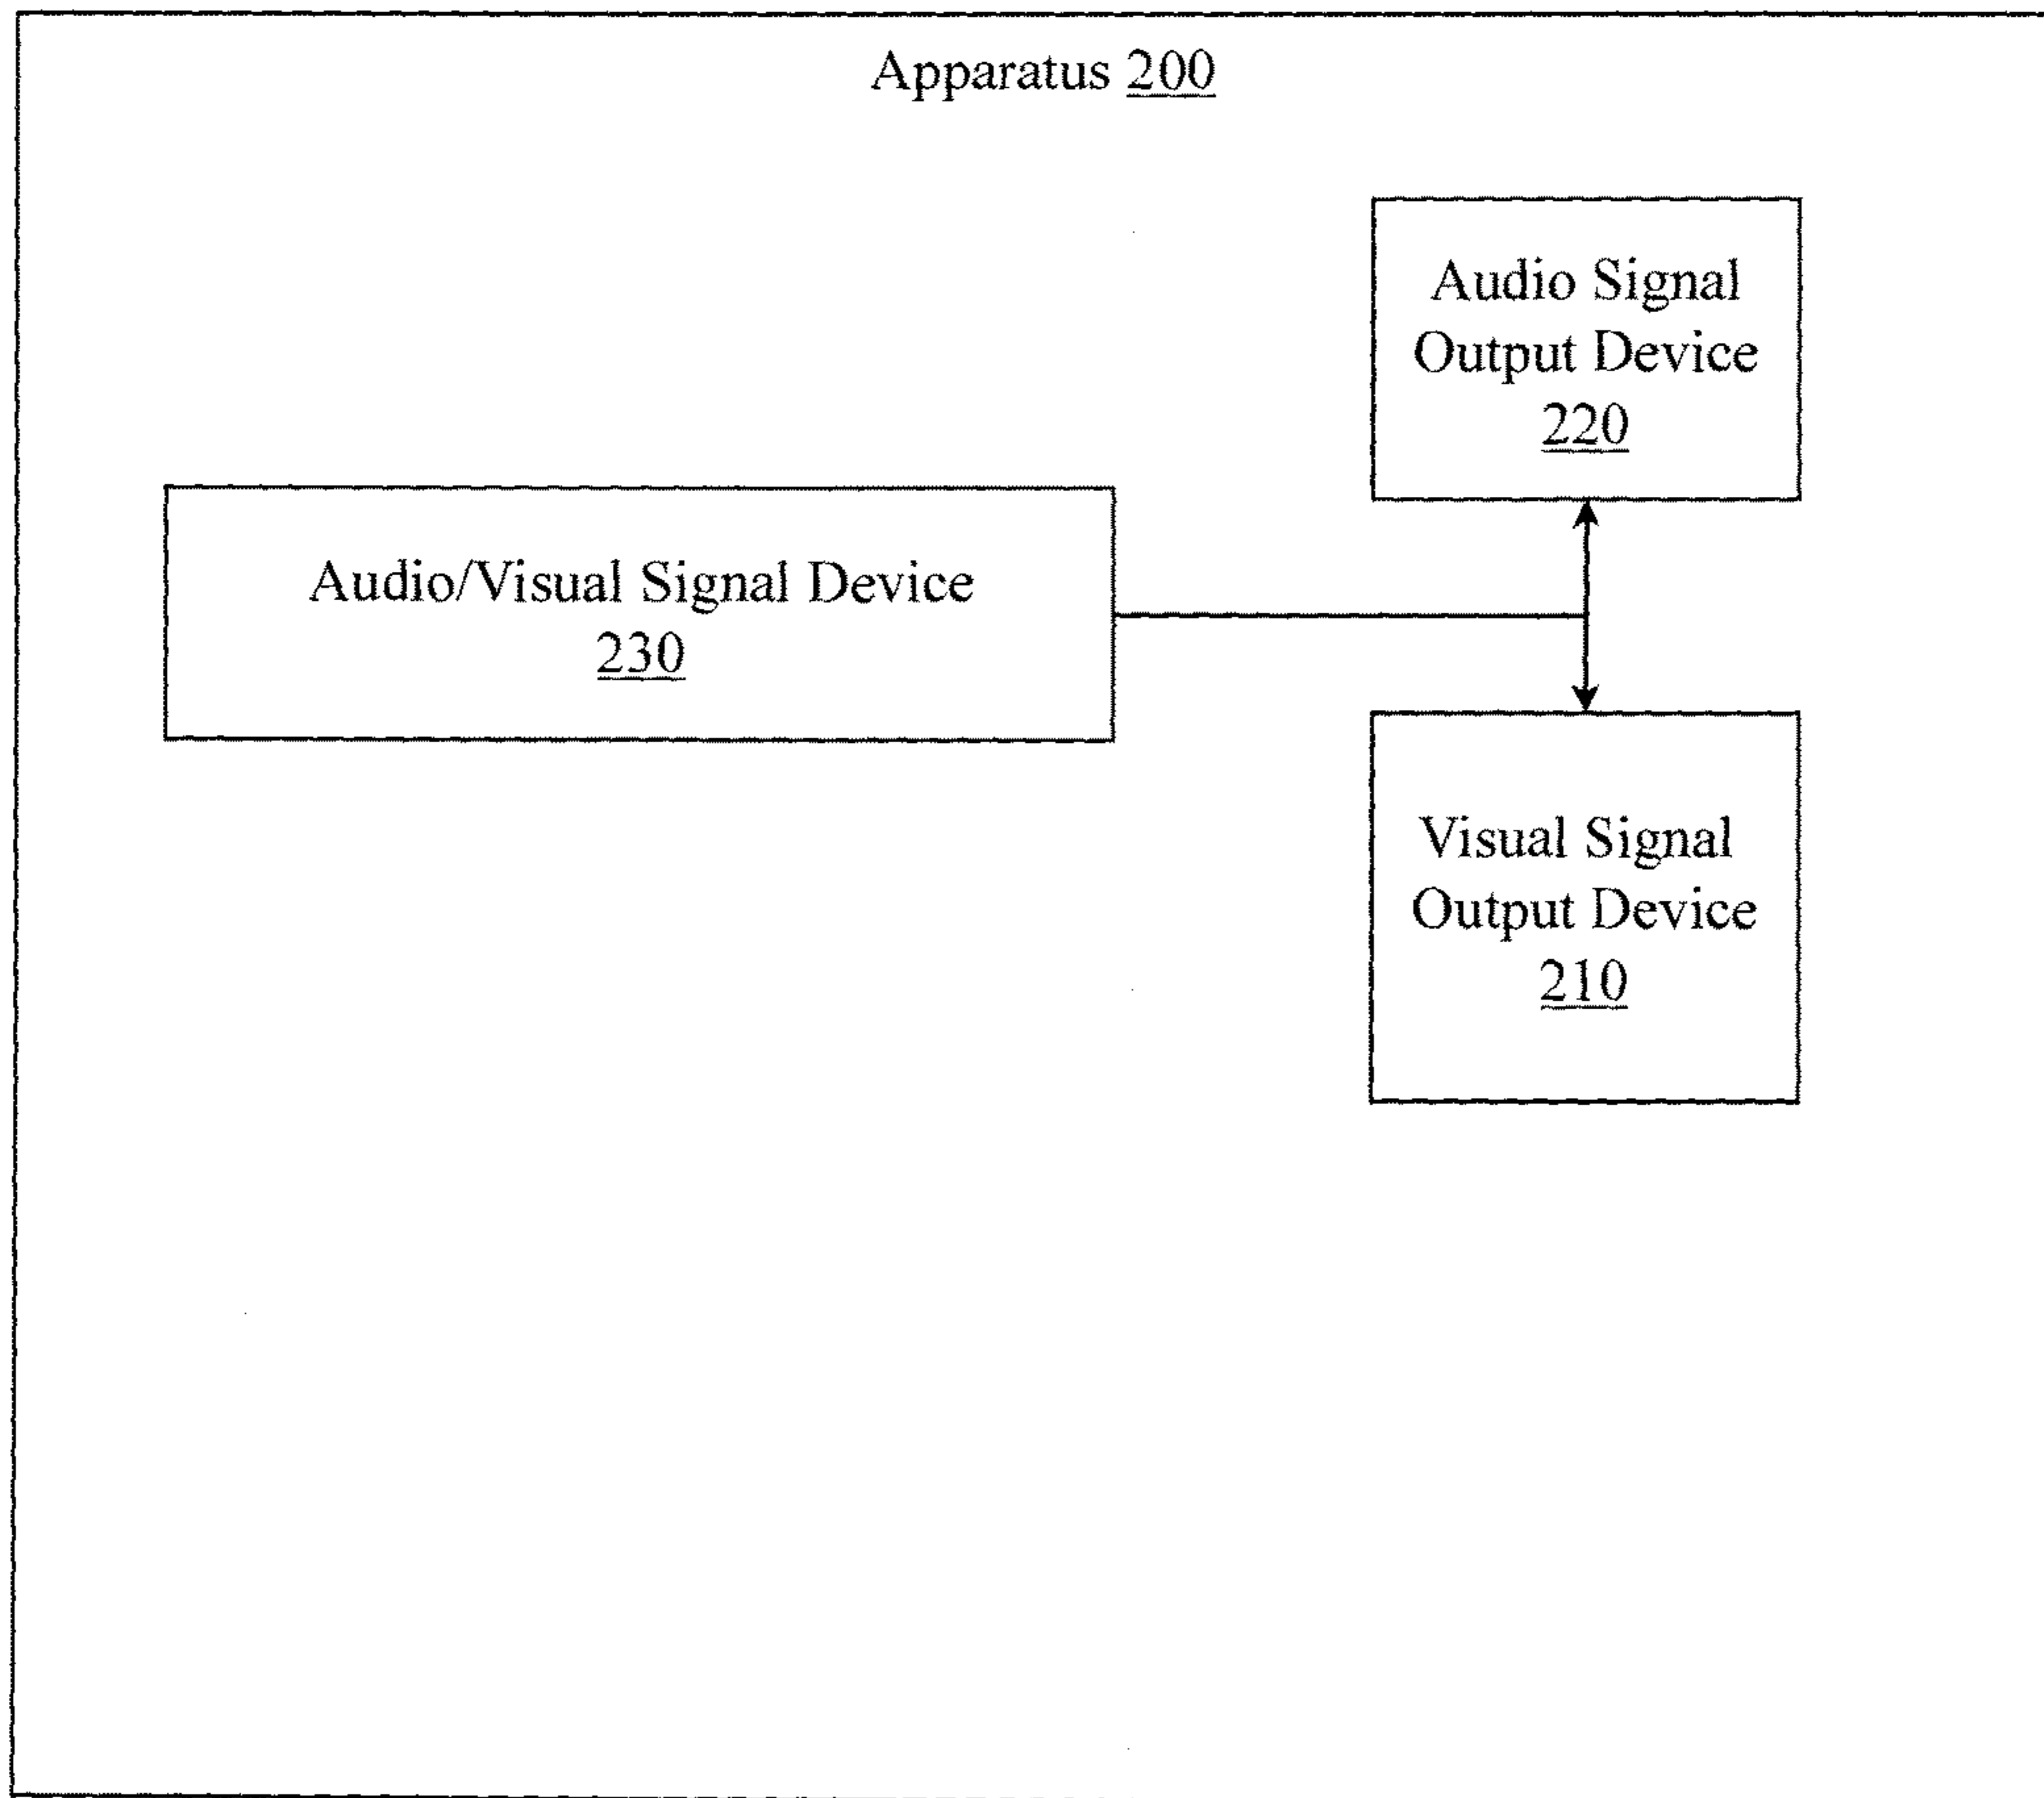 Apparatus 200
Audio Signal
Output Device
220
Audio/Visual Signal Device
230
Visual Signal
Output Device
210